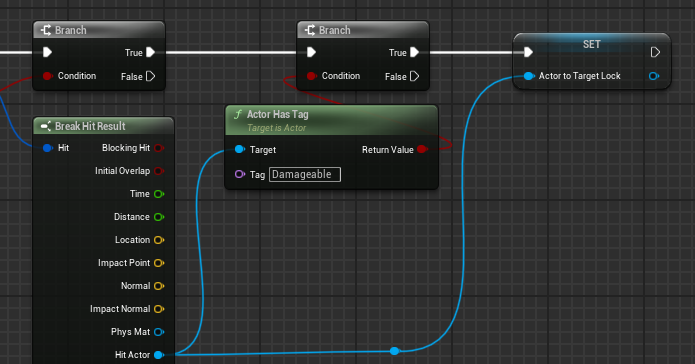 Branch
True
Condition
False
Branch
True
Condition
False
SET
Actor to Target Lock
Actor Has Tag
Target is Actor
Target
Return Value
Tag
Damageable
Break Hit Result
Hit
Blocking Hit
Initial Overlap
Time
Distance
Location
Impact Point
Normal
Impact Normal
Phys Mat
Hit Actor